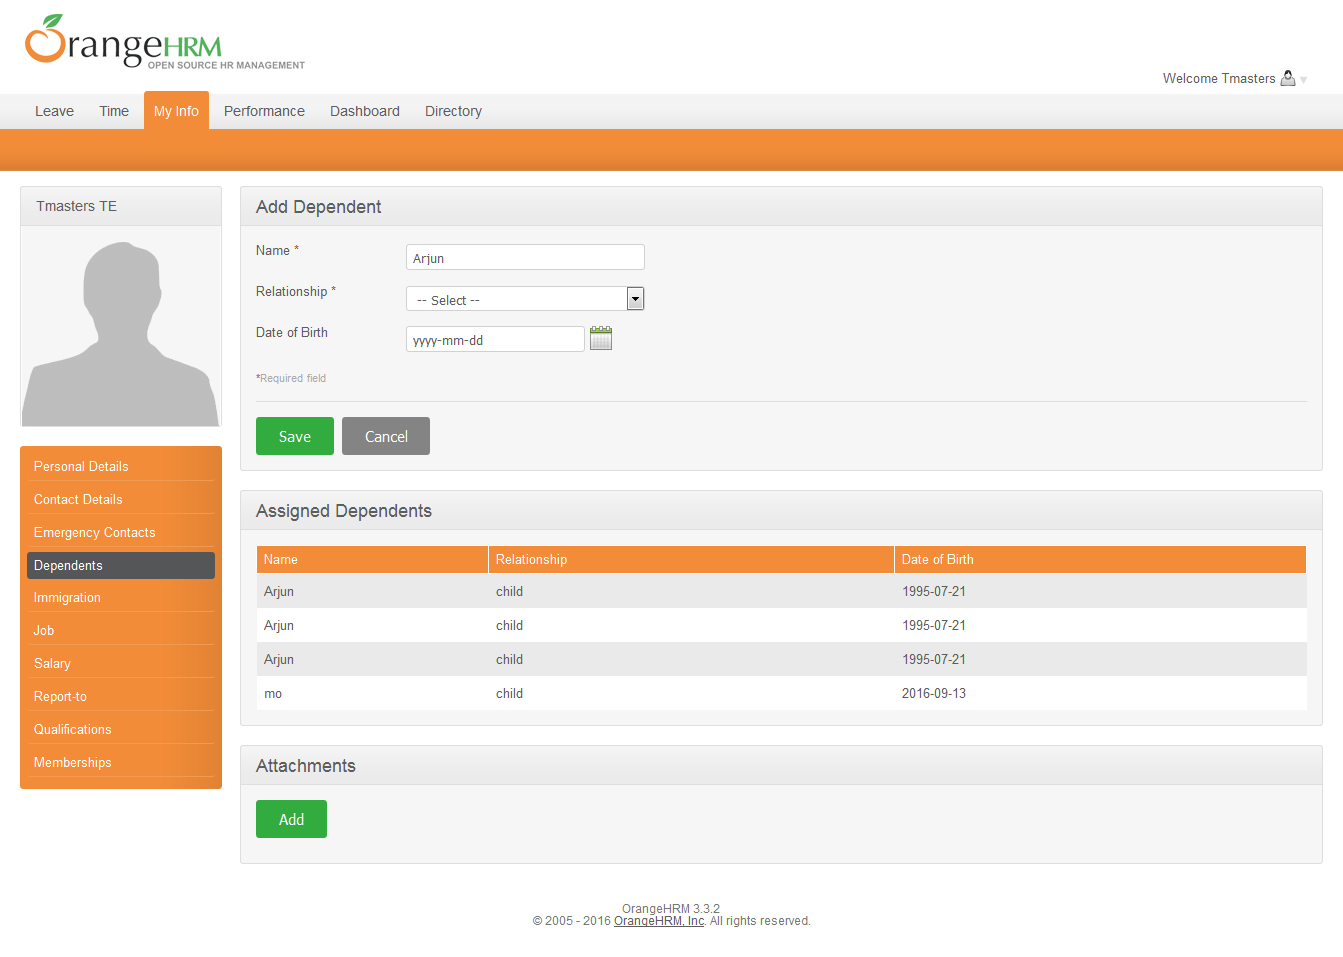 OrangeHRM
OPEN SOURCE HR MANAGEMENT
Welcome Tmasters
Leave Time My Info Performance Dashboard Directory
Tmasters TE
Personal Details
Contact Details
Emergency Contacts
Dependents
Immigration
Job
Salary
Report-to
Qualifications
Memberships
Add Dependent
Name * Arjun
Relationship * -- Select --
Date of Birth yyyy-mm-dd
*Required field
Save Cancel
Assigned Dependents
Name Relationship Date of Birth
Arjun child 1995-07-21
Arjun child 1995-07-21
Arjun child 1995-07-21
mo child 2016-09-13
Attachments
Add
OrangeHRM 3.3.2
© 2005 - 2016 OrangeHRM, Inc. All rights reserved.